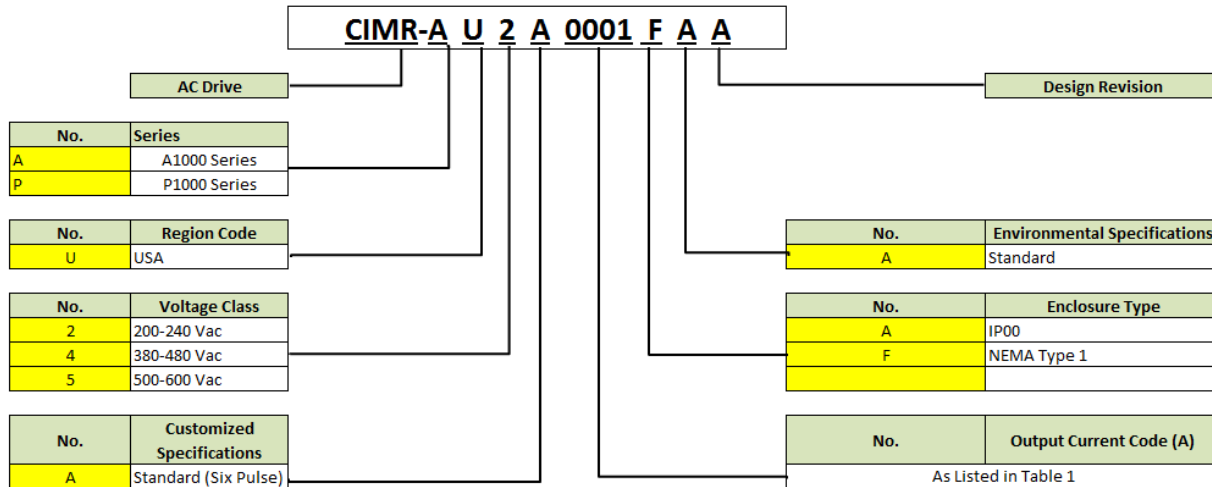 CIMR-A U 2 A 0001 F A A
AC Drive
Design Revision
No. Series
A A1000 Series
P P1000 Series
No. Region Code
U USA
No. Environmental Specifications
A Standard
No. Voltage Class
2 200-240 Vac
4 380-480 Vac
5 500-600 Vac
No. Enclosure Type
A IP00
F NEMA Type 1
No. Customized
Specifications
A Standard (Six Pulse)
No. Output Current Code (A)
As Listed in Table 1